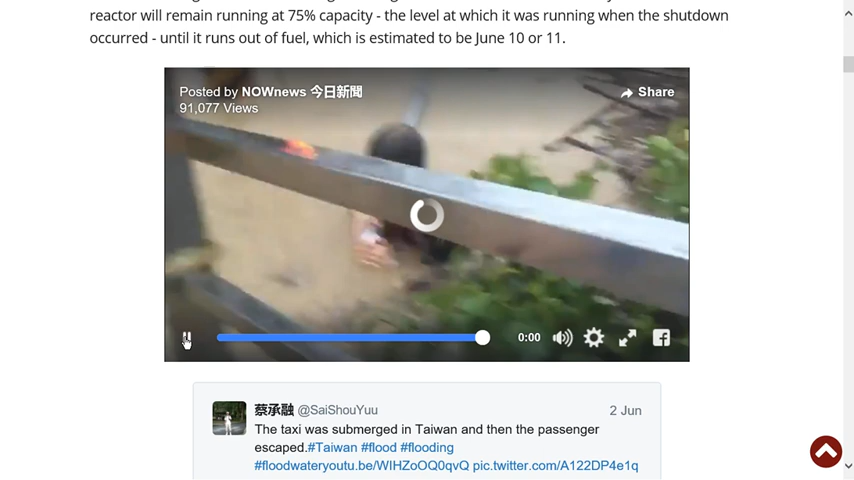 reactor will remain running at 75% capacity - the level at which it was running when the shutdown
occurred - until it runs out of fuel, which is estimated to be June 10 or 11.
Posted by NOWnews 今日新聞
91,077 Views
Share
0:00
蔡承融 @SaiShouYuu
2 Jun
The taxi was submerged in Taiwan and then the passenger
escaped.#Taiwan #flood #flooding
#floodwateryoutu.be/WIHZoOQ0qvQ pic.twitter.com/A122DP4e1q